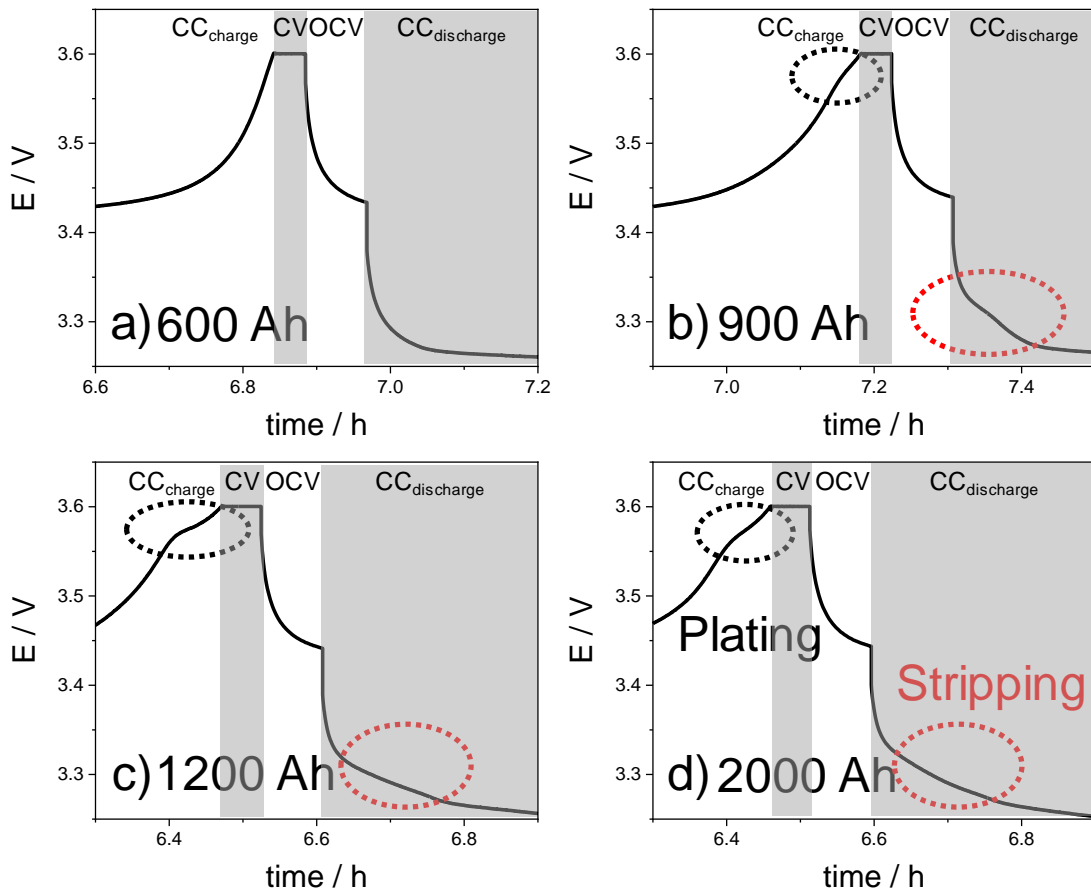 CCcharge CV OCV CCdischarge
CCcharge CV OCV CCdischarge
3.6
3.5
3.4
3.3
E / V
a) 600 Ah
6.6 6.8 7.0 7.2
time / h
3.6
3.5
3.4
3.3
E / V
b) 900 Ah
7.0 7.2 7.4
time / h
CCcharge CV OCV CCdischarge
3.6
3.5
3.4
3.3
E / V
c) 1200 Ah
6.4 6.6 6.8
time / h
CCcharge CV OCV CCdischarge
3.6
3.5
3.4
3.3
E / V
Plating
Stripping
d) 2000 Ah
6.4 6.6 6.8
time / h